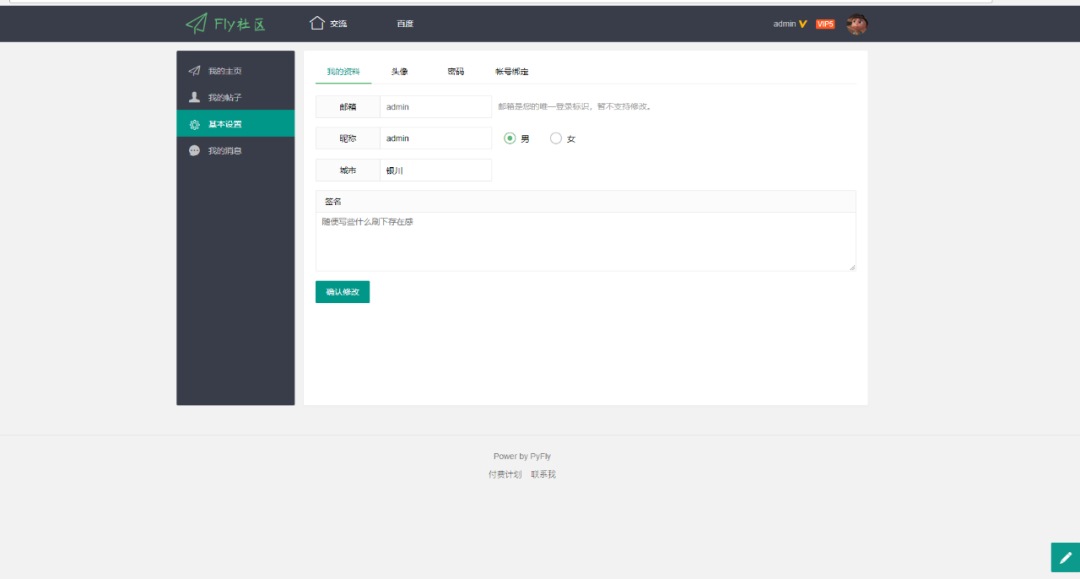 Fly社区 交流 百度 admin VIP5
我的主页
我的帖子
基本设置
我的消息
我的资料 头像 密码 帐号绑定
邮箱 admin 邮箱是您的唯一登录标识，暂不支持修改。
昵称 admin 男 女
城市 银川
签名
随便写些什么刷下存在感
确认修改
Power by PyFly
付费计划 联系我